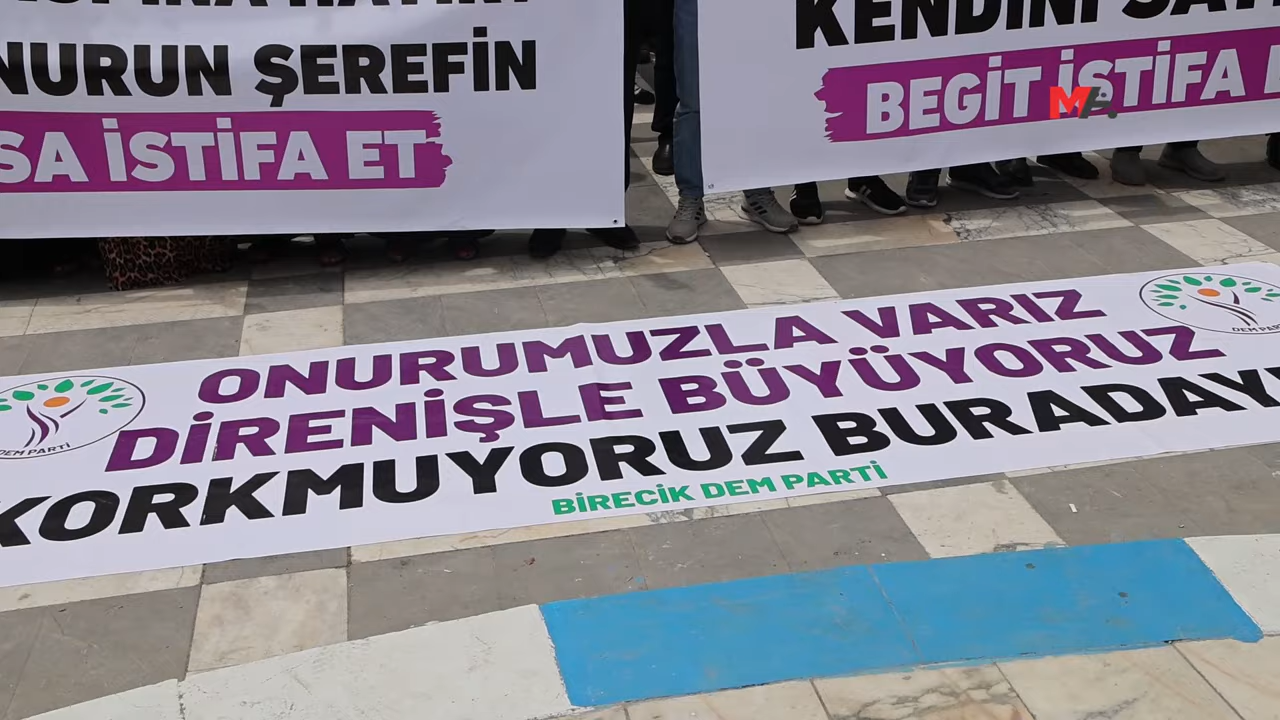 NURUN ŞEREFİN
SA İSTİFA ET
KENDİNİ
BEGİT İSTİFA
MA
ONURUMUZLA VARIZ
DİRENİŞLE BÜYÜYORUZ
KORKMUYORUZ BURADAYI
BİRECİK DEM PARTİ
DEM PARTİ
DEM PARTİ